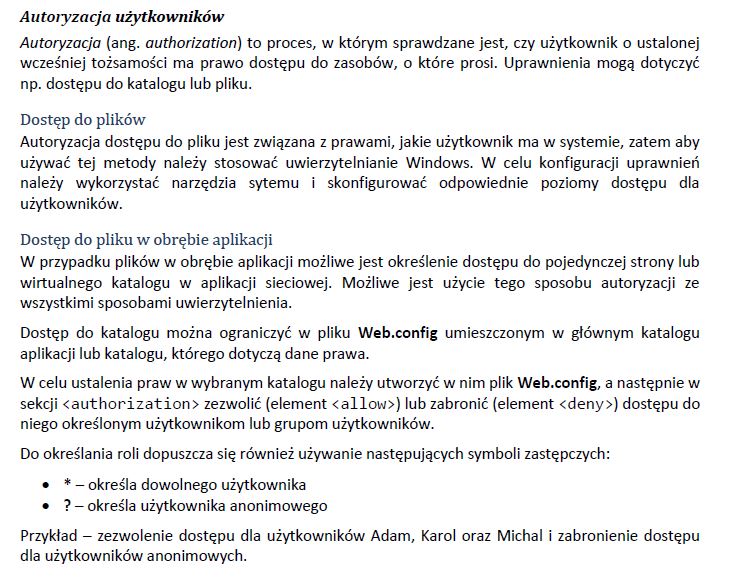 Autoryzacja użytkowników
Autoryzacja (ang. authorization) to proces, w którym sprawdzane jest, czy użytkownik o ustalonej
wcześniej tożsamości ma prawo dostępu do zasobów, o które prosi. Uprawnienia mogą dotyczyć
np. dostępu do katalogu lub pliku.
Dostęp do plików
Autoryzacja dostępu do pliku jest związana z prawami, jakie użytkownik ma w systemie, zatem aby
używać tej metody należy stosować uwierzytelnianie Windows. W celu konfiguracji uprawnień
należy wykorzystać narzędzia sytemu i skonfigurować odpowiednie poziomy dostępu dla
użytkowników.
Dostęp do pliku w obrębie aplikacji
W przypadku plików w obrębie aplikacji możliwe jest określenie dostępu do pojedynczej strony lub
wirtualnego katalogu w aplikacji sieciowej. Możliwe jest użycie tego sposobu autoryzacji ze
wszystkimi sposobami uwierzytelnienia.
Dostęp do katalogu można ograniczyć w pliku Web.config umieszczonym w głównym katalogu
aplikacji lub katalogu, którego dotyczą dane prawa.
W celu ustalenia praw w wybranym katalogu należy utworzyć w nim plik Web.config, a następnie w
sekcji <authorization> zezwolić (element <allow>) lub zabronić (element <deny>) dostępu do
niego określonym użytkownikom lub grupom użytkowników.
Do określania roli dopuszcza się również używanie następujących symboli zastępczych:
• * – określa dowolnego użytkownika
• ? – określa użytkownika anonimowego
Przykład – zezwolenie dostępu dla użytkowników Adam, Karol oraz Michal i zabronienie dostępu
dla użytkowników anonimowych.